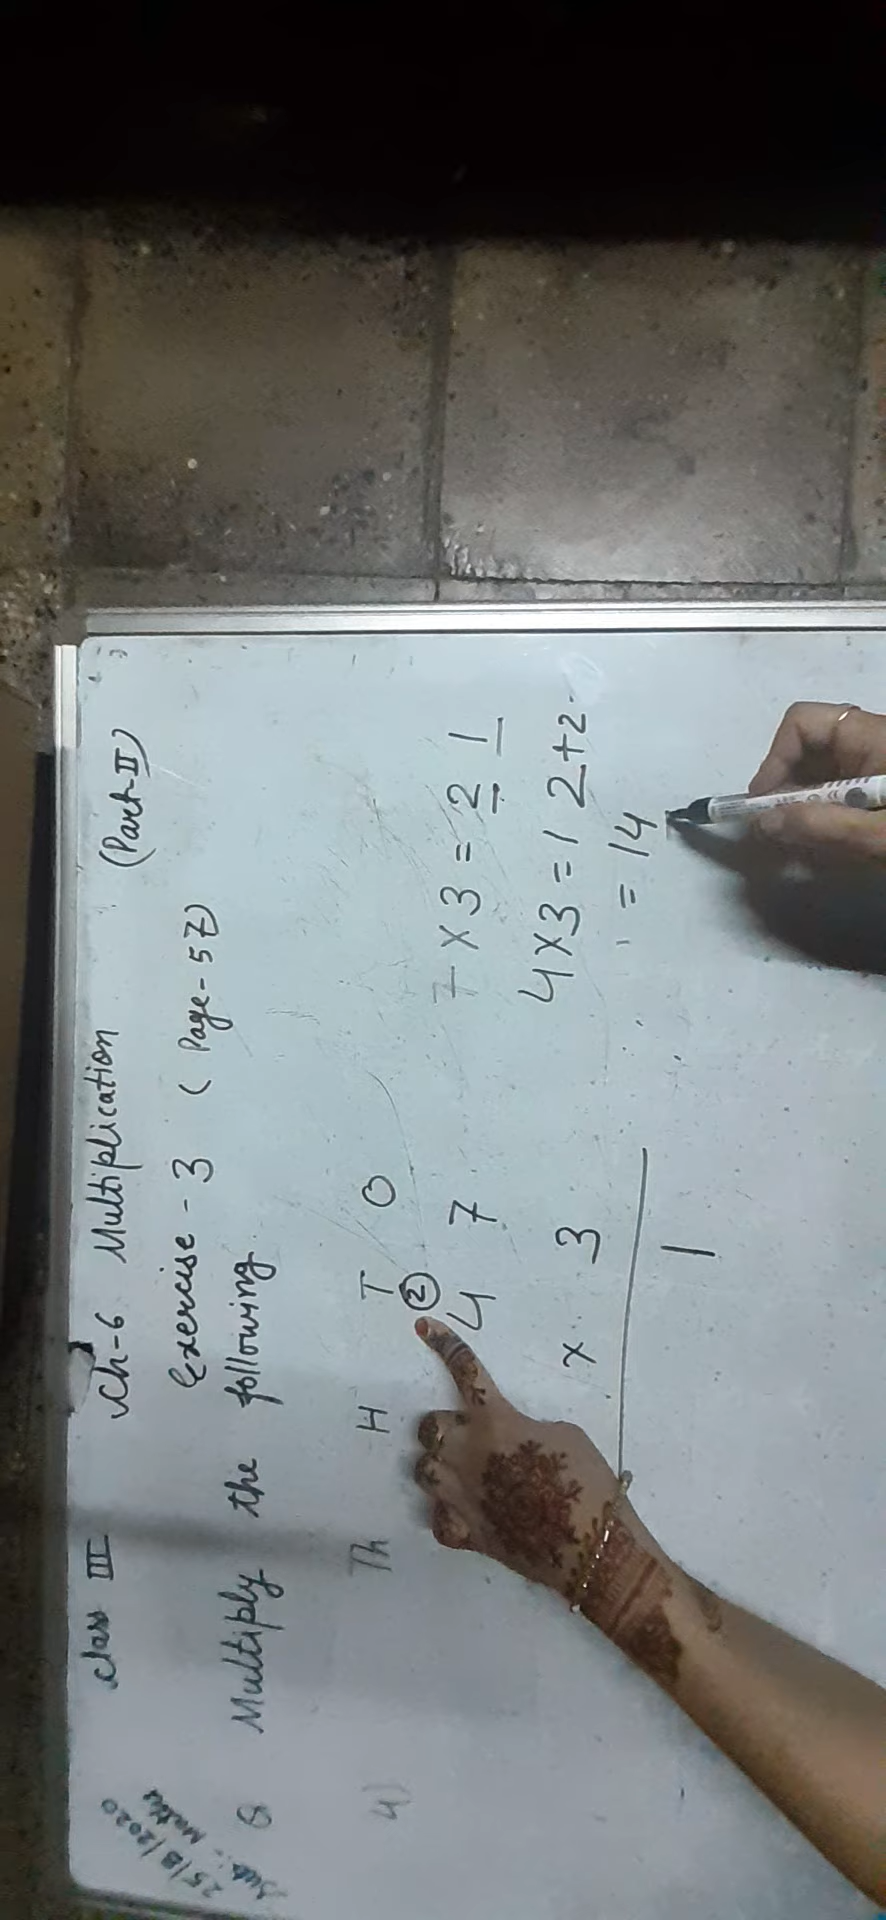 25/8/2020
Sub:- Maths
Class III Ch-6 Multiplication (Part-II)
Exercise-3 (Page-57)
Q Multiply the following
Th H T O
②
4 7 7 × 3 = 2 1
× 3 4×3 = 1 2+2
= 14
1